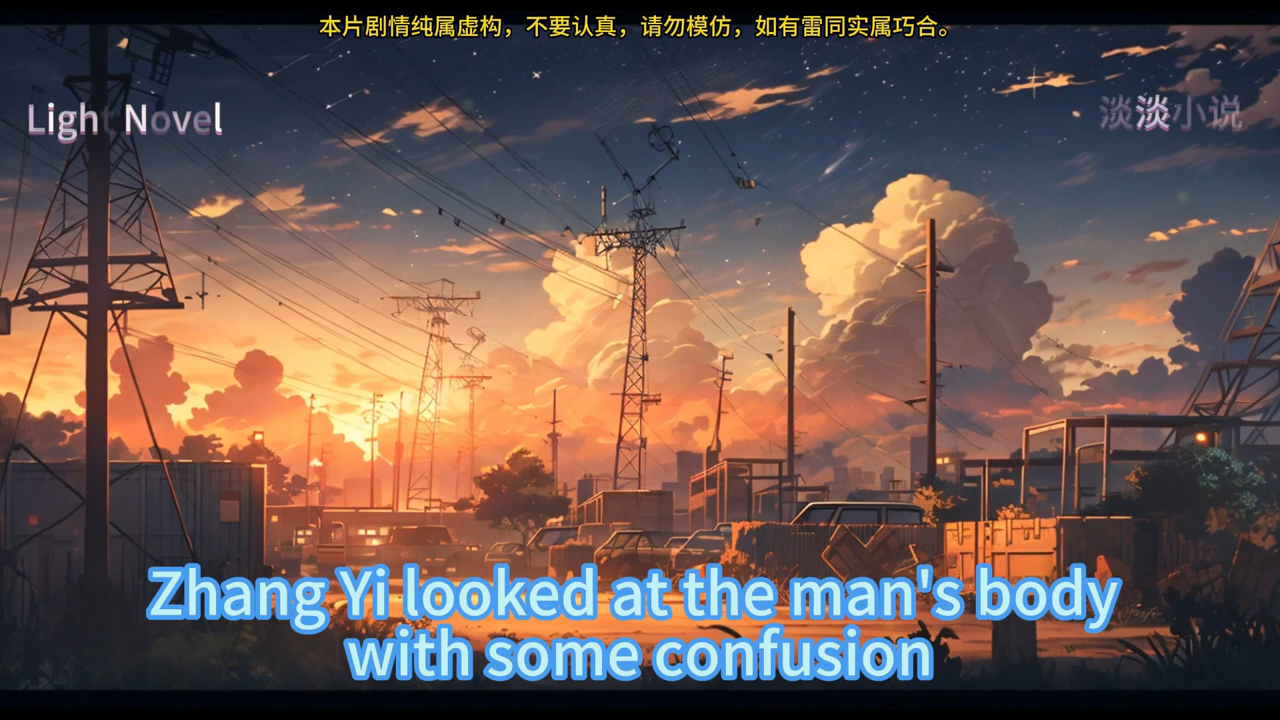 本片剧情纯属虚构，不要认真，请勿模仿，如有雷同实属巧合。
Light Novel
淡淡小说
Zhang Yi looked at the man's body
with some confusion